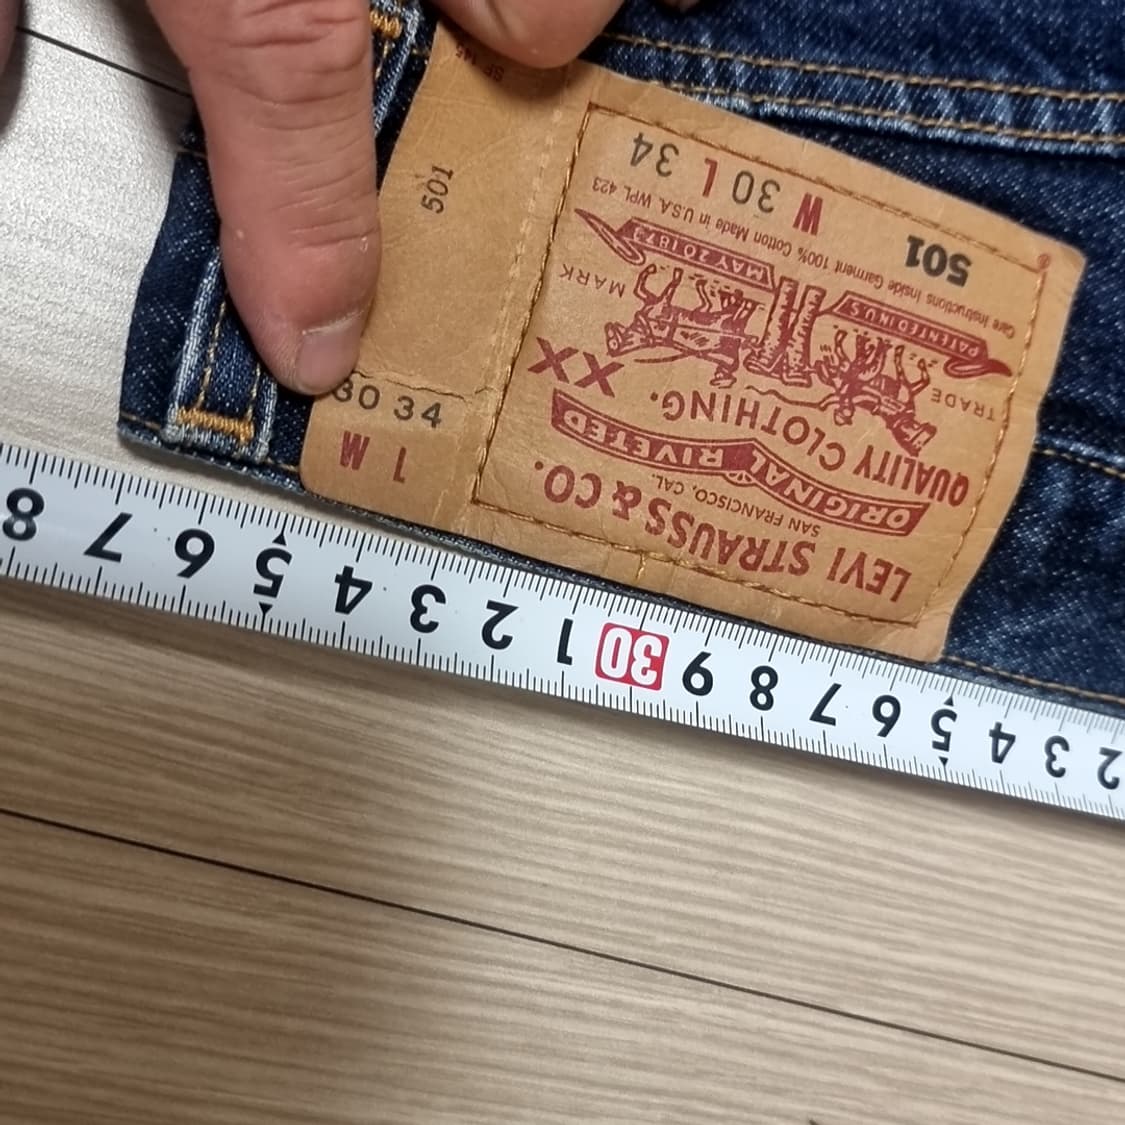 LEVI STRAUSS & CO.
SAN FRANCISCO, CAL.
ORIGINAL RIVETED
QUALITY CLOTHING.
TRADE MARK
XX
PATENTED IN U.S.
MAY 20 1873
Care Instructions Inside Garment 100% Cotton Made in U.S.A. WPL 423
501
W 30 L 34
®
501
30 34
W L
8 7 6 5 4 3 2 1 30 9 8 7 6 5 4 3 2